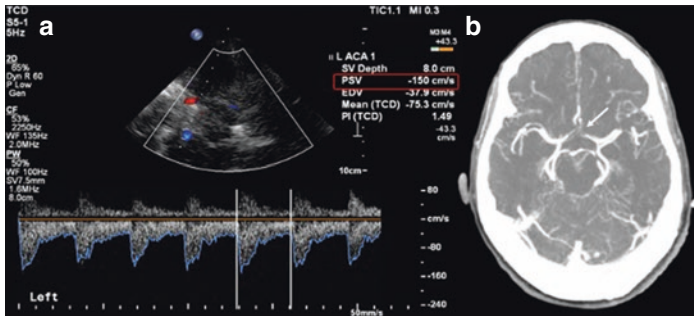 TCD
S5-1
5Hz
a
TIC1.1 MI 0.3
b
M3 M4
+43.3
2D
65%
Dyn R 60
P Low
Gen
CF
53%
2250Hz
WF 135Hz
2.0MHz
PW
50%
WF 100Hz
SV7.5mm
1.6MHz
8.0cm
L ACA 1
SV Depth 8.0 cm
PSV -150 cm/s
EDV -37.9 cm/s
Mean (TCD) -75.3 cm/s
PI (TCD) 1.49
-43.3
cm/s
10cm
80
cm/s
-80
-160
-240
Left
50mm/s